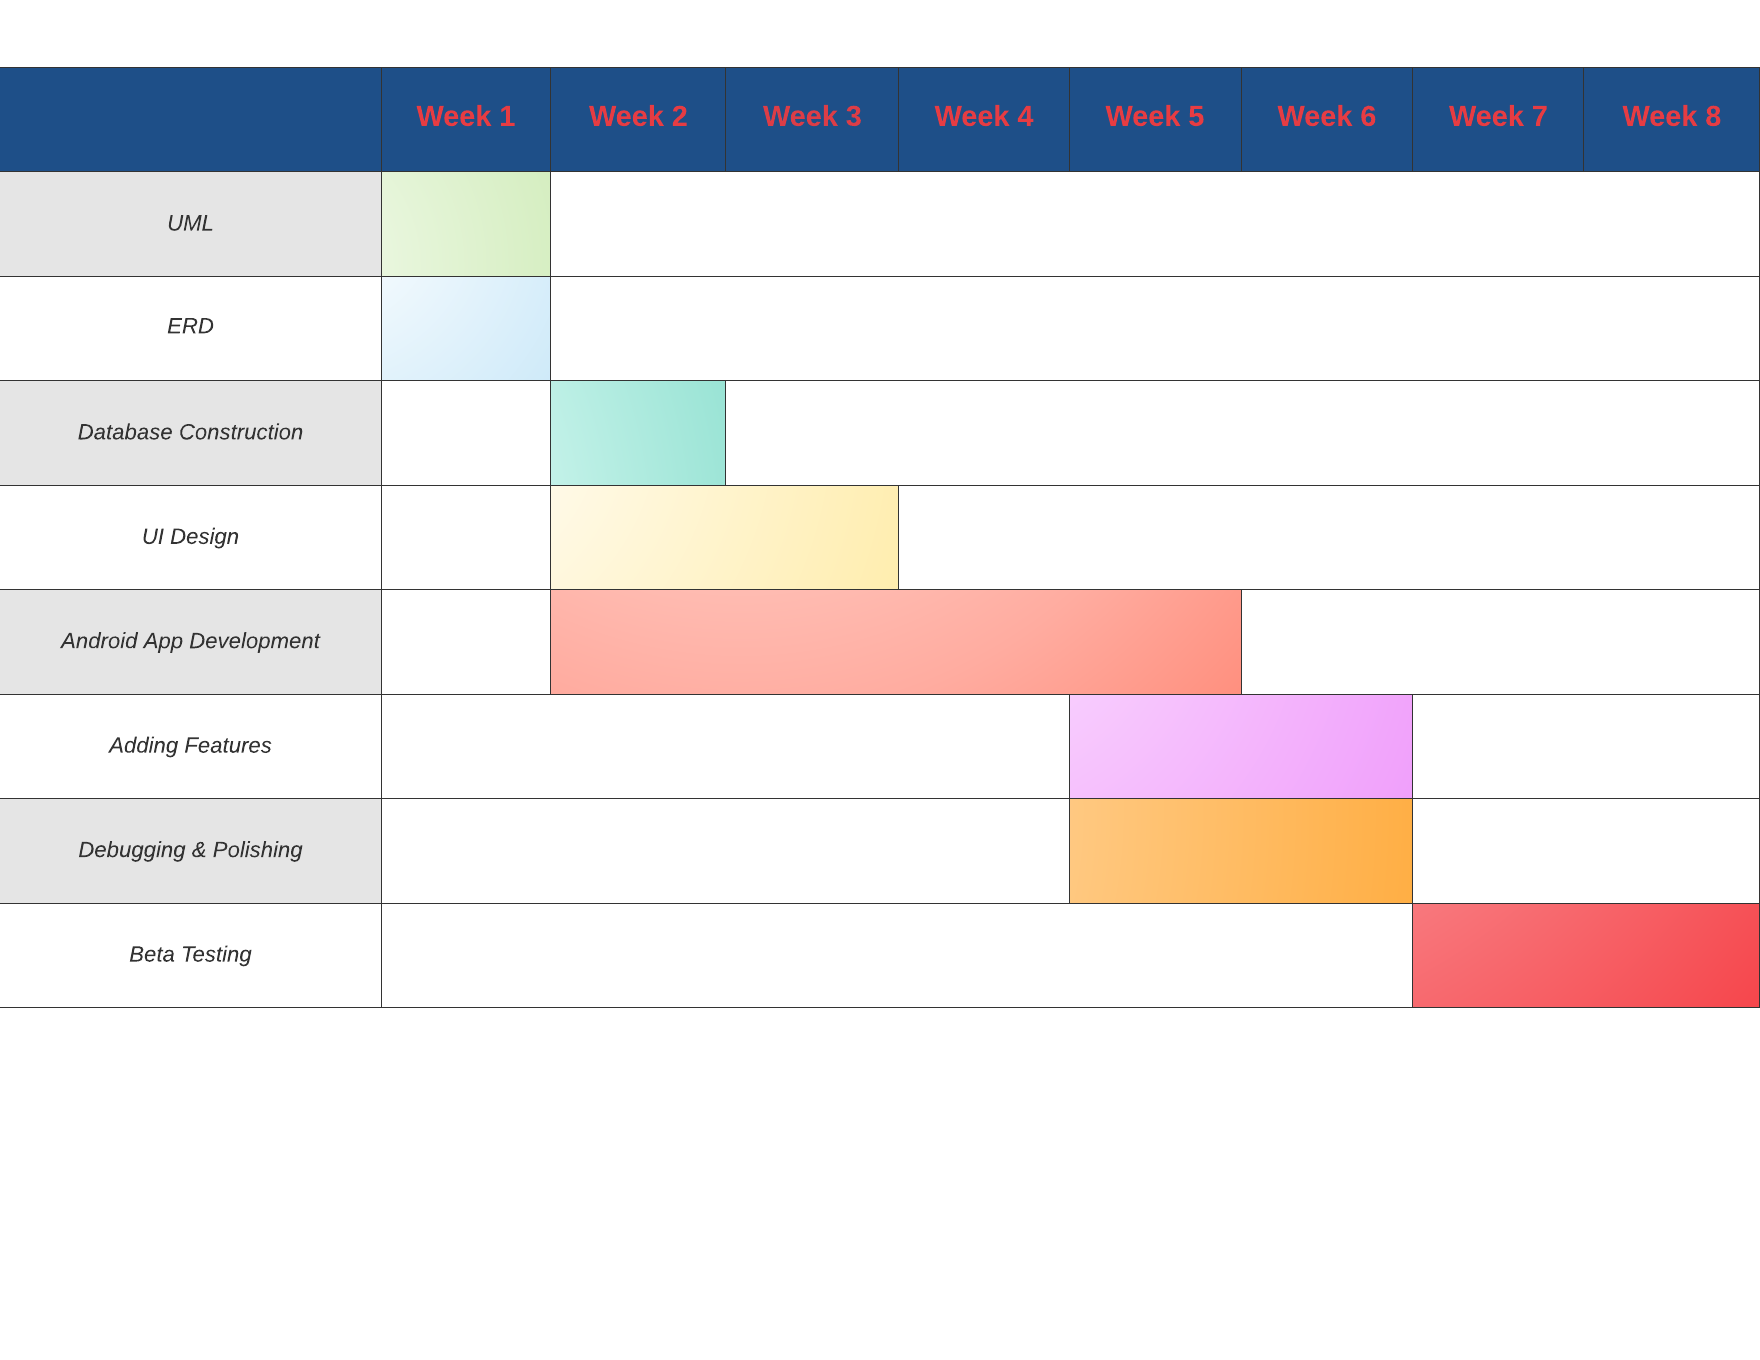 Week 1 Week 2 Week 3 Week 4 Week 5 Week 6 Week 7 Week 8
UML
ERD
Database Construction
UI Design
Android App Development
Adding Features
Debugging & Polishing
Beta Testing